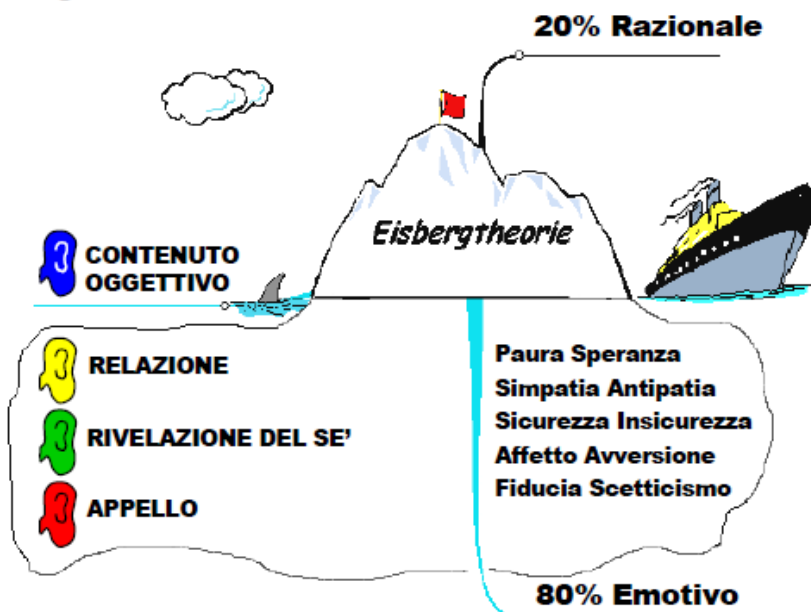 20% Razionale
Eisbergtheorie
CONTENUTO
OGGETTIVO
RELAZIONE
RIVELAZIONE DEL SE'
APPELLO
Paura Speranza
Simpatia Antipatia
Sicurezza Insicurezza
Affetto Avversione
Fiducia Scetticismo
80% Emotivo